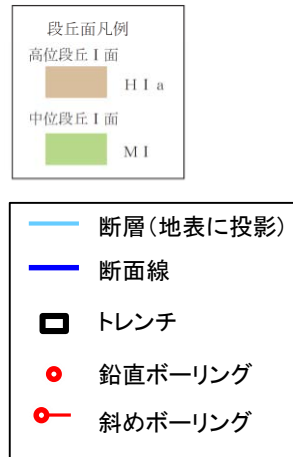 段丘面凡例
高位段丘Ⅰ面
HⅠa
中位段丘Ⅰ面
MⅠ
断層(地表に投影)
断面線
トレンチ
鉛直ボーリング
斜めボーリング